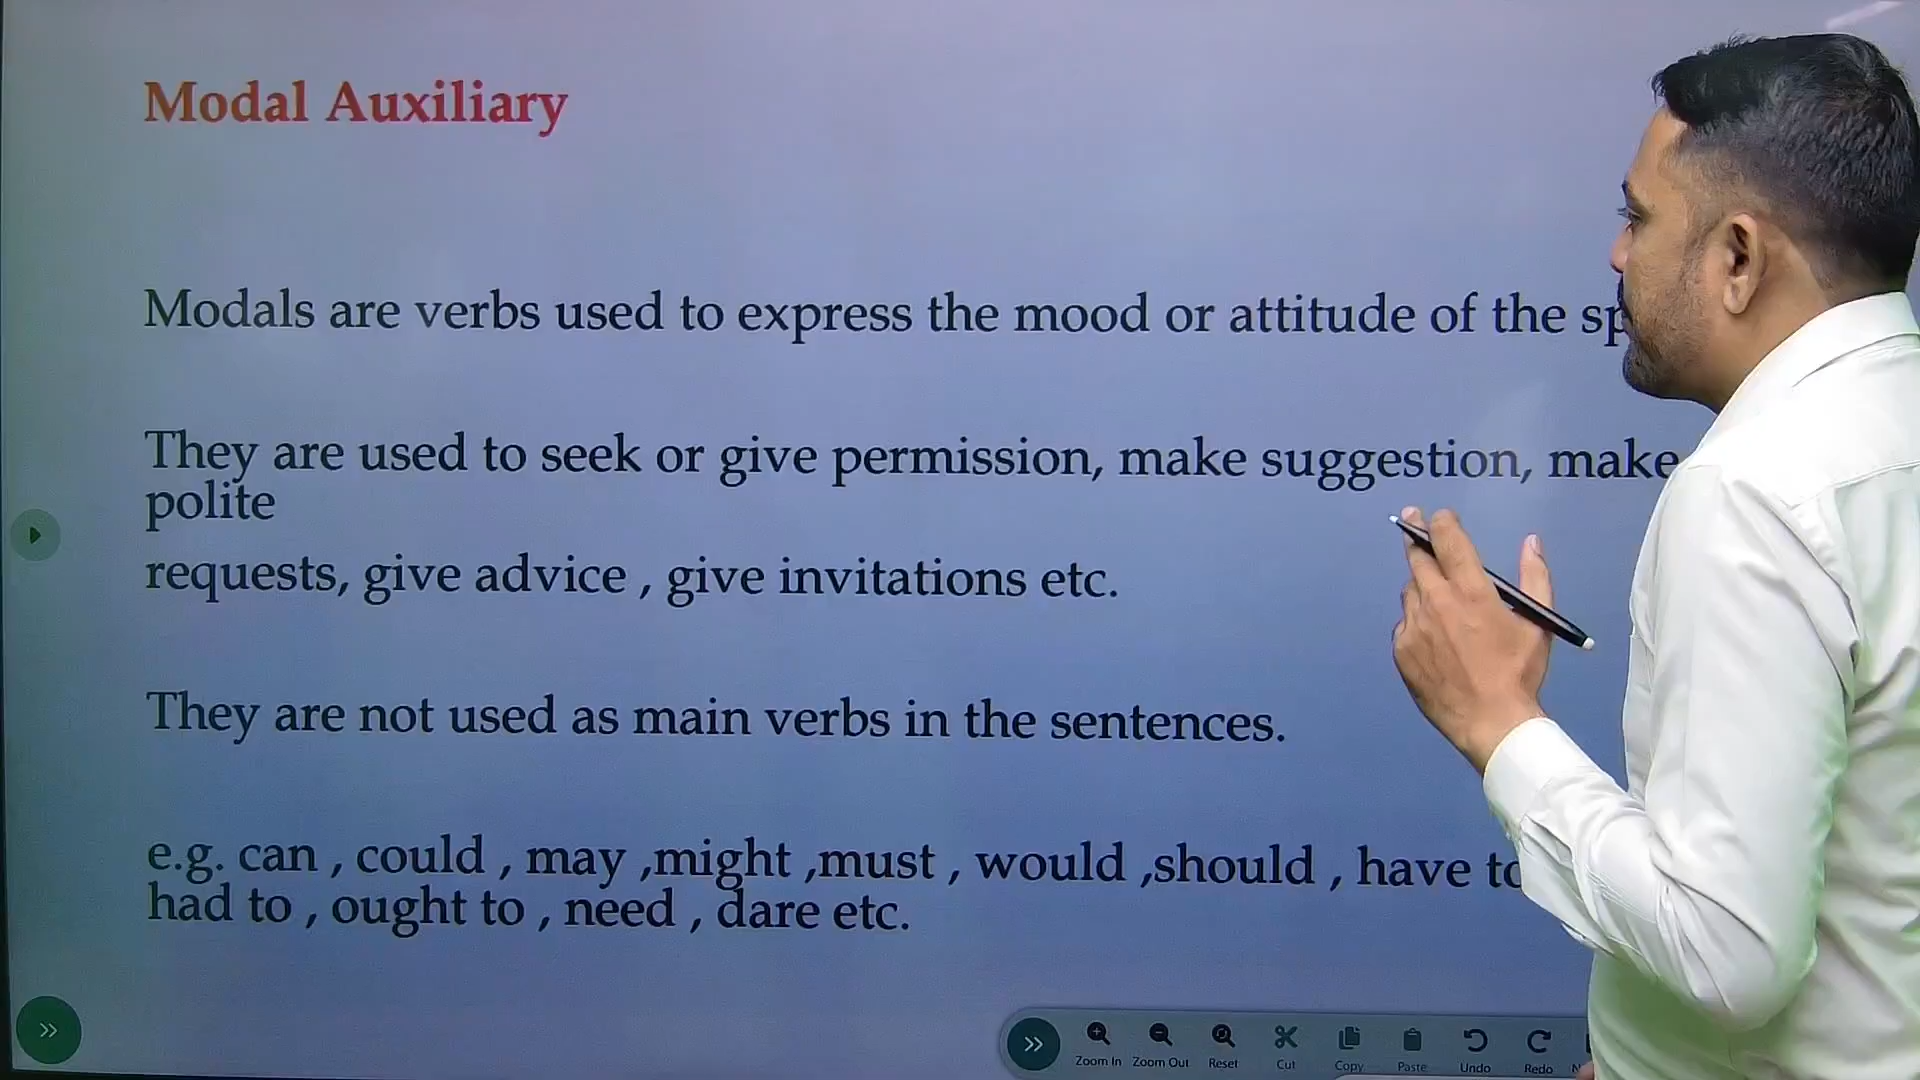 Modal Auxiliary
Modals are verbs used to express the mood or attitude of the
They are used to seek or give permission, make suggestion, make
polite
requests, give advice , give invitations etc.
They are not used as main verbs in the sentences.
e.g. can , could , may ,might ,must , would ,should , have
had to , ought to , need , dare etc.
Zoom In Zoom Out Reset Cut Copy Paste Undo Redo